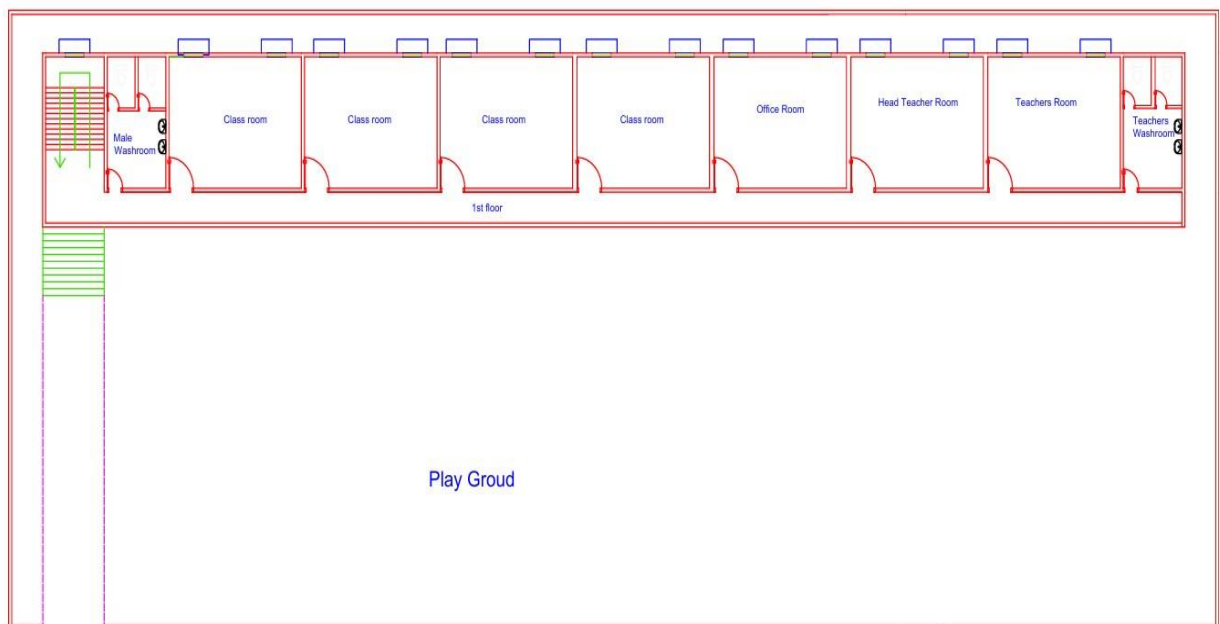 Class room
Class room
Class room
Class room
Office Room
Head Teacher Room
Teachers Room
Male
Washroom
Teachers
Washroom
1st floor
Play Groud